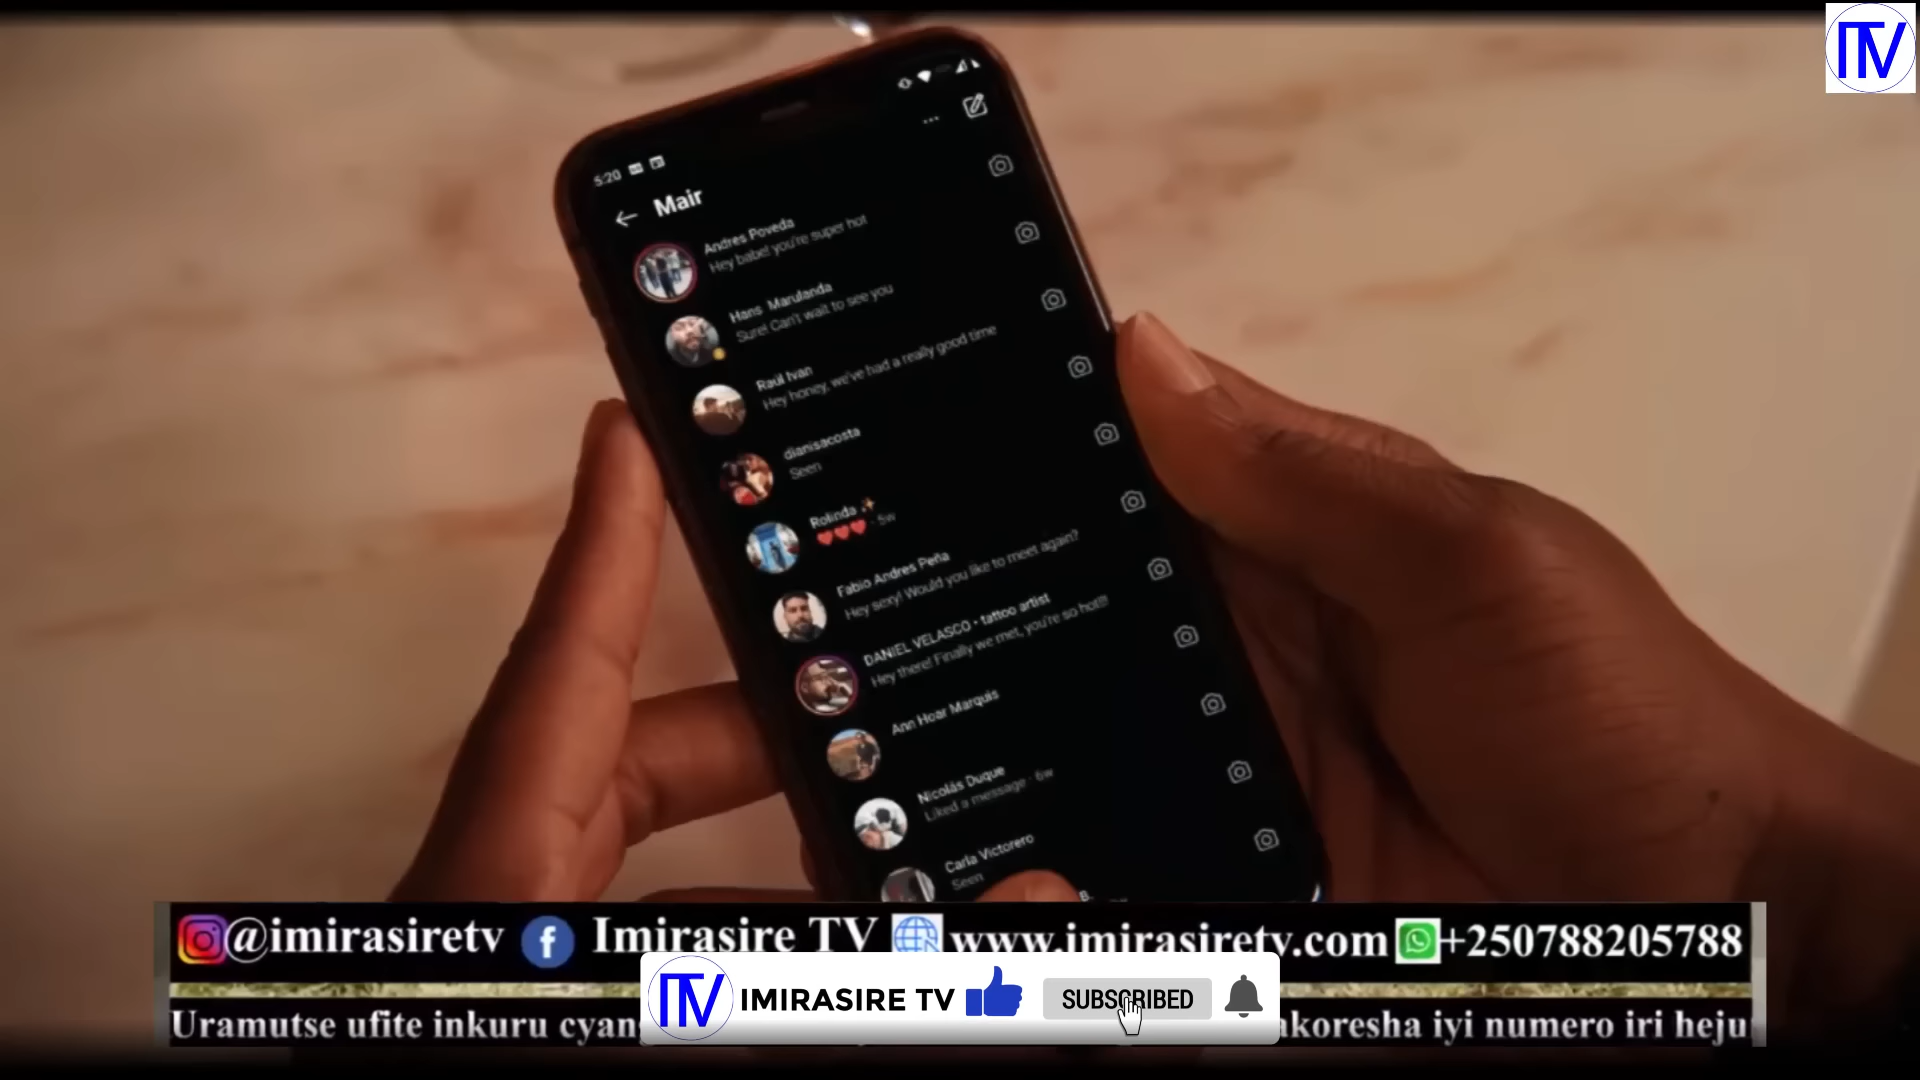 ITV
5:20
Mair
Andres Poveda
Hey babe! you're super hot
Hans Marulanda
Sure! Can't wait to see you
Raúl Ivan
Hey honey, we've had a really good time
dianisacosta
Seen
Rolinda ✨
❤️❤️❤️ · 5w
Fabio Andres Peña
Hey sexy! Would you like to meet again?
DANIEL VELASCO • tattoo artist
Hey there! Finally we met, you're so hot!!!
Ann Hoar Marquis
Nicolás Duque
Liked a message · 6w
Carla Victorero
Seen
@imirasiretv Imirasire TV www.imirasiretv.com +250788205788
ITV IMIRASIRE TV SUBSCRIBED
Uramutse ufite inkuru iyi numero iri